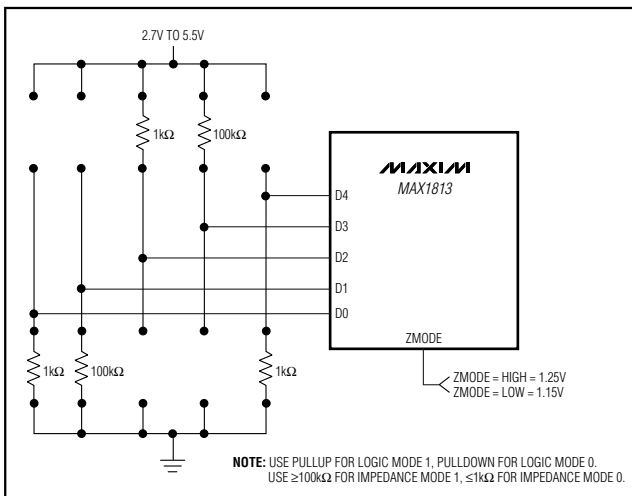 2.7V TO 5.5V
1kΩ
100kΩ
MAXIM
MAX1813
D4
D3
D2
D1
D0
ZMODE
1kΩ
100kΩ
1kΩ
ZMODE = HIGH = 1.25V
ZMODE = LOW = 1.15V
NOTE: USE PULLUP FOR LOGIC MODE 1, PULLDOWN FOR LOGIC MODE 0.
USE ≥100kΩ FOR IMPEDANCE MODE 1, ≤1kΩ FOR IMPEDANCE MODE 0.